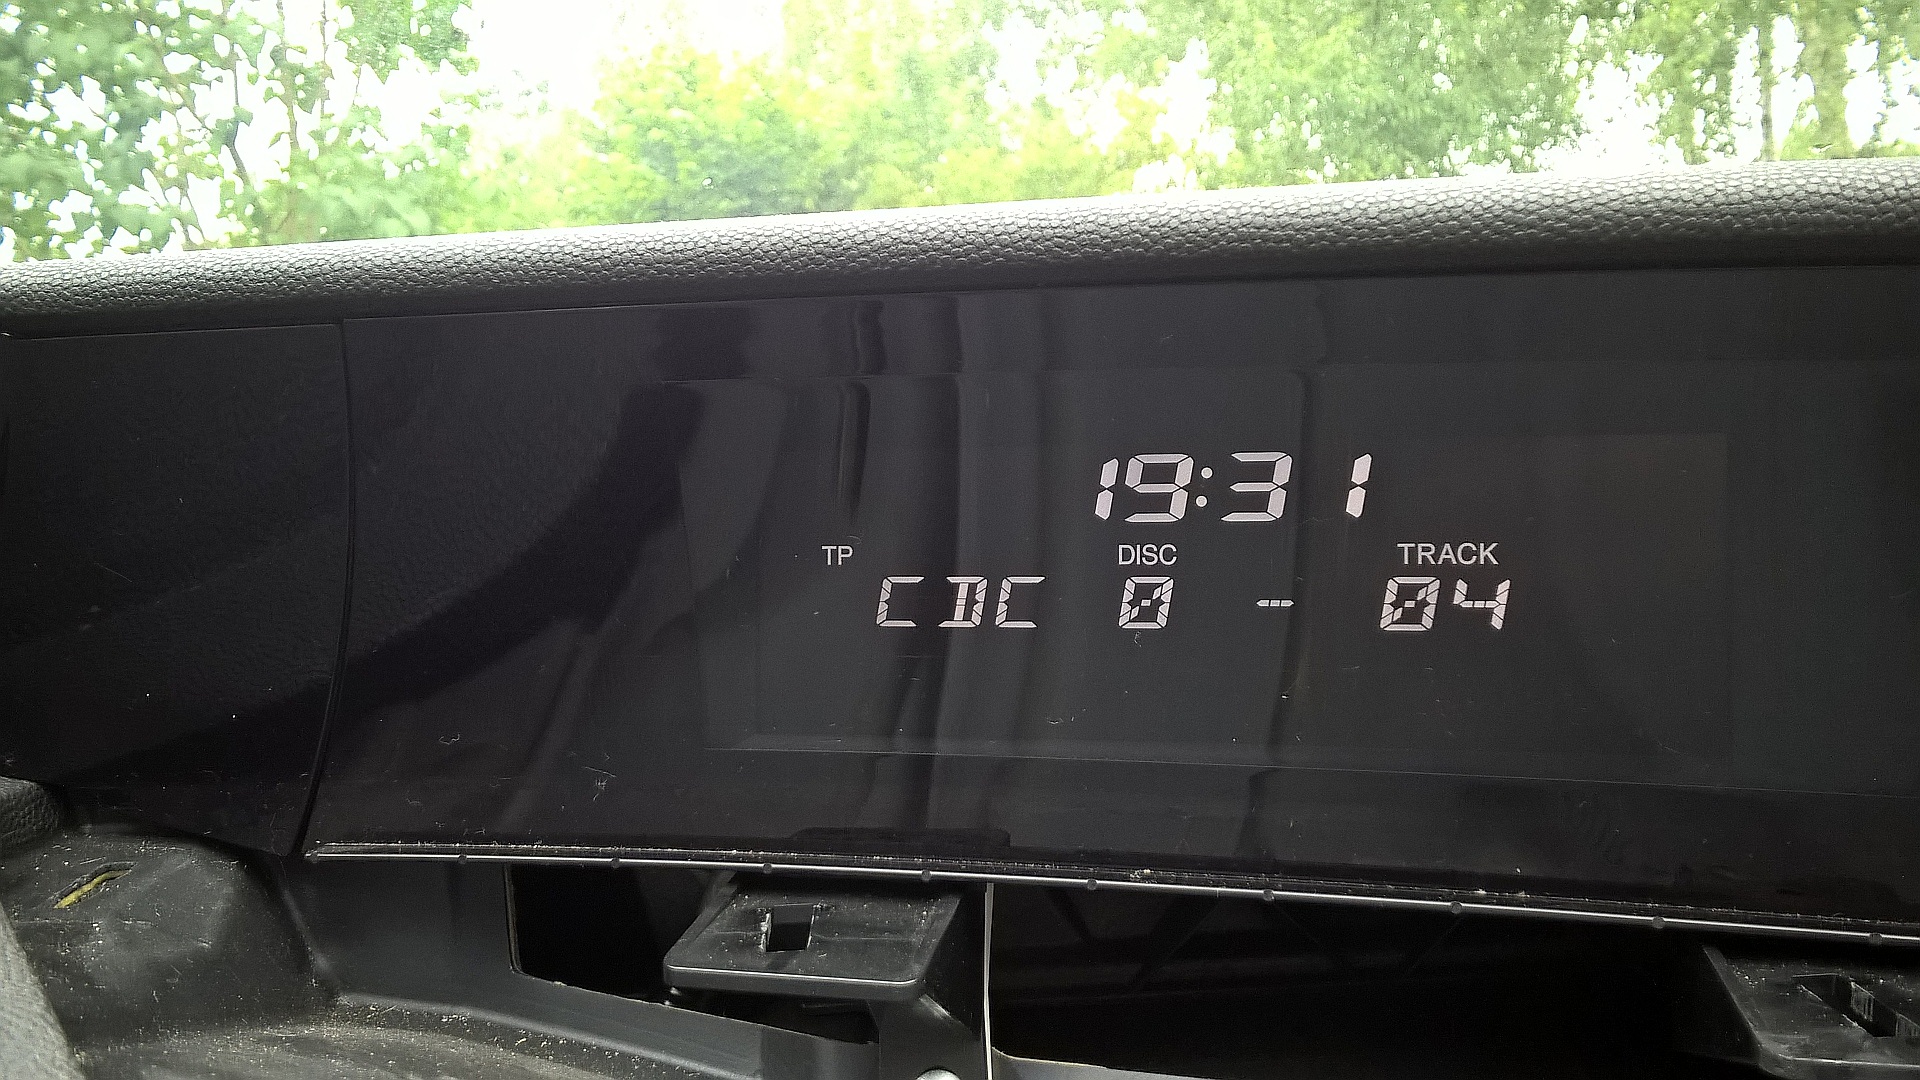 19:31
TP DISC TRACK
CDC 0 - 04